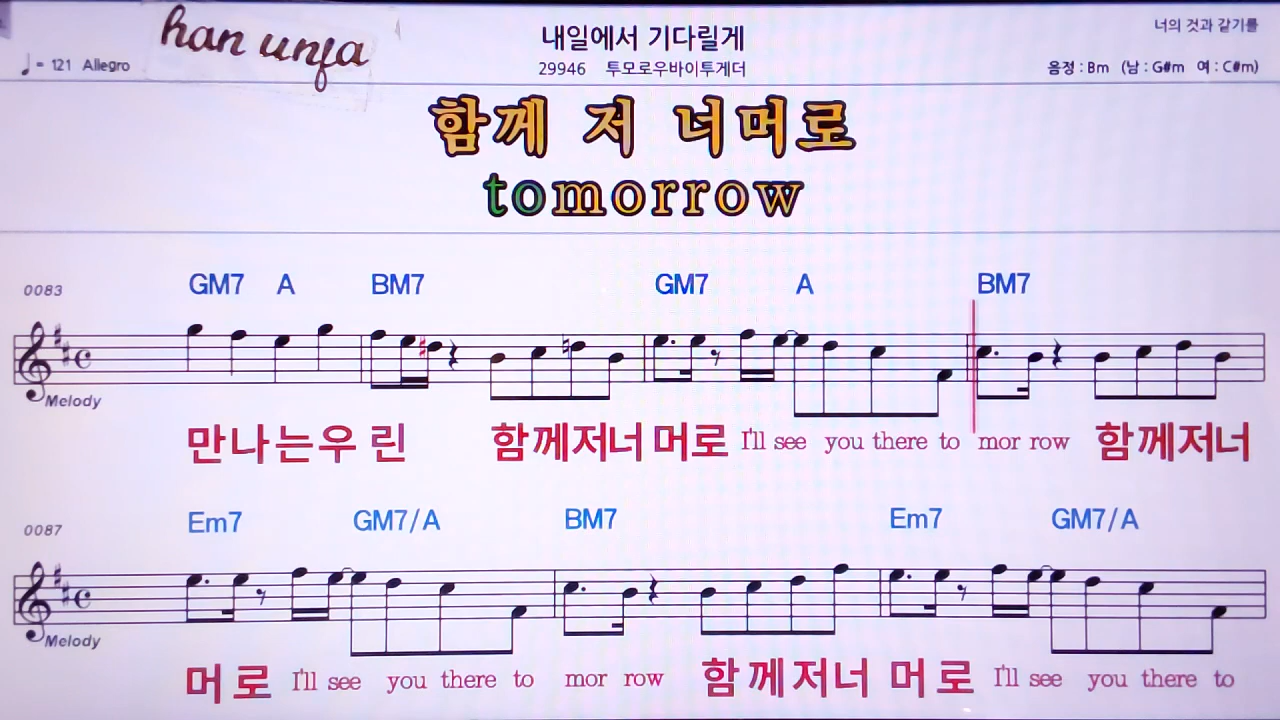 han unfa
너의 것과 같기를
내일에서 기다릴게
♩ = 121 Allegro
29946 투모로우바이투게더
음정 : Bm (남 : G#m 여 : C#m)
함께 저 너머로
tomorrow
0083 GM7 A BM7 GM7 A BM7
Melody
만나는우 린 함께저너 머로 I'll see you there to mor row 함께저너
0087 Em7 GM7/A BM7 Em7 GM7/A
Melody
머 로 I'll see you there to mor row 함께저너 머로 I'll see you there to